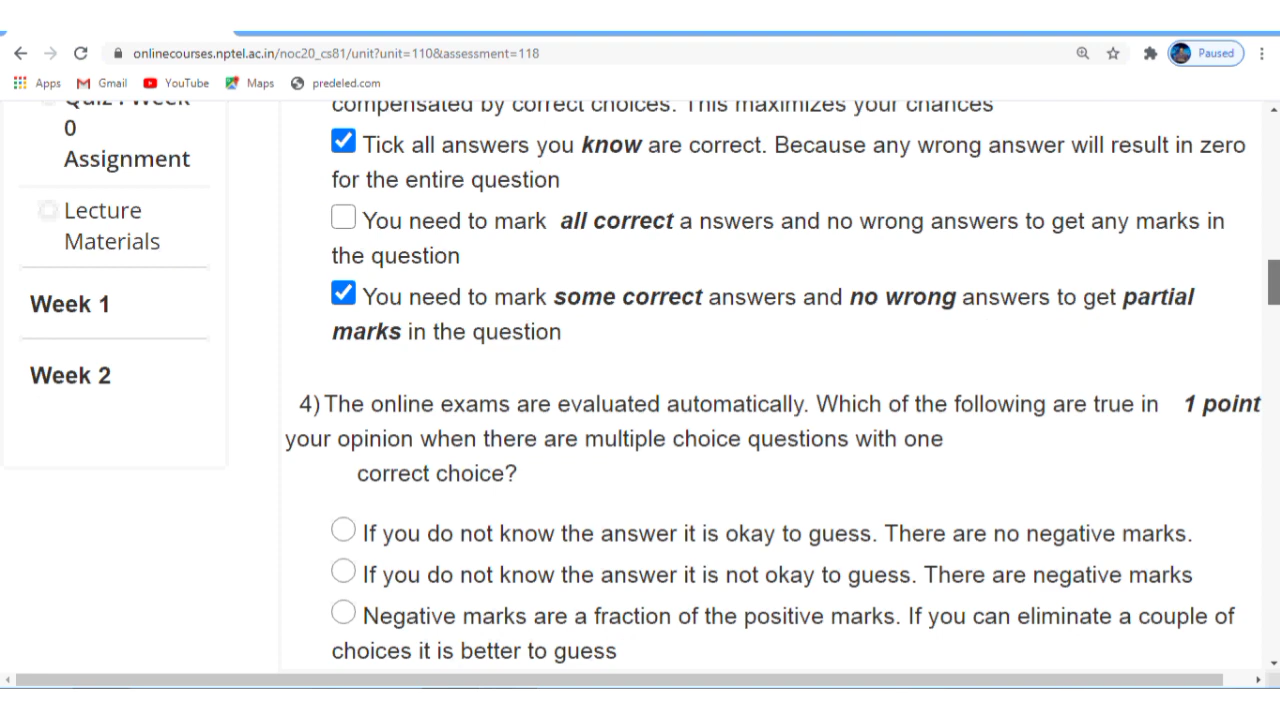 onlinecourses.nptel.ac.in/noc20_cs81/unit?unit=110&assessment=118
Paused
Apps Gmail YouTube Maps predeled.com
Quiz : Week
0
Assignment
Lecture
Materials
Week 1
Week 2
compensated by correct choices. This maximizes your chances
Tick all answers you know are correct. Because any wrong answer will result in zero
for the entire question
You need to mark all correct a nswers and no wrong answers to get any marks in
the question
You need to mark some correct answers and no wrong answers to get partial
marks in the question
4) The online exams are evaluated automatically. Which of the following are true in 1 point
your opinion when there are multiple choice questions with one
correct choice?
If you do not know the answer it is okay to guess. There are no negative marks.
If you do not know the answer it is not okay to guess. There are negative marks
Negative marks are a fraction of the positive marks. If you can eliminate a couple of
choices it is better to guess